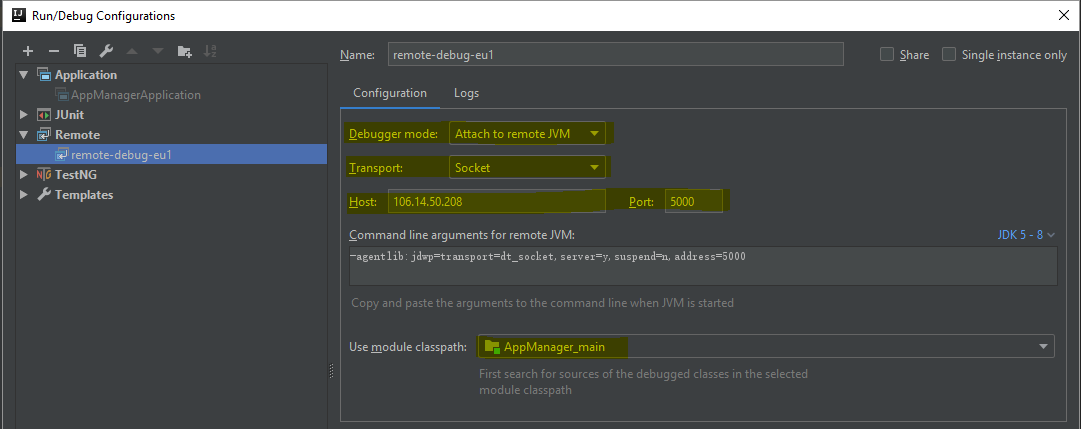 Run/Debug Configurations
Name: remote-debug-eu1
Share
Single instance only
Application
AppManagerApplication
JUnit
Remote
remote-debug-eu1
TestNG
Templates
Configuration Logs
Debugger mode: Attach to remote JVM
Transport: Socket
Host: 106.14.50.208 Port: 5000
Command line arguments for remote JVM: JDK 5 - 8
-agentlib:jdwp=transport=dt_socket,server=y,suspend=n,address=5000
Copy and paste the arguments to the command line when JVM is started
Use module classpath: AppManager_main
First search for sources of the debugged classes in the selected
module classpath